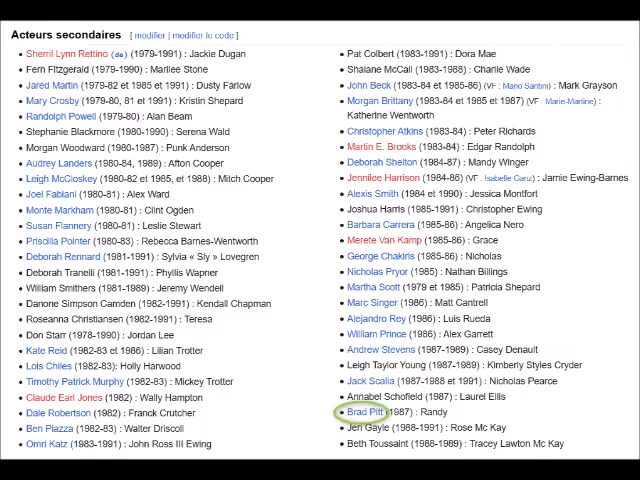 Acteurs secondaires [ modifier | modifier le code ]
• Sherril Lynn Rettino (de) (1979-1991) : Jackie Dugan
• Fern Fitzgerald (1979-1990) : Marilee Stone
• Jared Martin (1979-82 et 1985 et 1991) : Dusty Farlow
• Mary Crosby (1979-80, 81 et 1991) : Kristin Shepard
• Randolph Powell (1979-80) : Alan Beam
• Stephanie Blackmore (1980-1990) : Serena Wald
• Morgan Woodward (1980-1987) : Punk Anderson
• Audrey Landers (1980-84, 1989) : Afton Cooper
• Leigh McCloskey (1980-82 et 1985, et 1988) : Mitch Cooper
• Joel Fabiani (1980-81) : Alex Ward
• Monte Markham (1980-81) : Clint Ogden
• Susan Flannery (1980-81) : Leslie Stewart
• Priscilla Pointer (1980-83) : Rebecca Barnes-Wentworth
• Deborah Rennard (1981-1991) : Sylvia « Sly » Lovegren
• Deborah Tranelli (1981-1991) : Phyllis Wapner
• William Smithers (1981-1989) : Jeremy Wendell
• Danone Simpson Camden (1982-1991) : Kendall Chapman
• Roseanna Christiansen (1982-1991) : Teresa
• Don Starr (1978-1990) : Jordan Lee
• Kate Reid (1982-83 et 1986) : Lilian Trotter
• Lois Chiles (1982-83): Holly Harwood
• Timothy Patrick Murphy (1982-83) : Mickey Trotter
• Claude Earl Jones (1982) : Wally Hampton
• Dale Robertson (1982) : Franck Crutcher
• Ben Piazza (1982-83) : Walter Driscoll
• Omri Katz (1983-1991) : John Ross III Ewing
• Pat Colbert (1983-1991) : Dora Mae
• Shalane McCall (1983-1988) : Charlie Wade
• John Beck (1983-84 et 1985-86) (VF : Mario Santini) : Mark Grayson
• Morgan Brittany (1983-84 et 1985 et 1987) (VF : Marie-Martine) :
Katherine Wentworth
• Christopher Atkins (1983-84) : Peter Richards
• Martin E. Brooks (1983-84) : Edgar Randolph
• Deborah Shelton (1984-87) : Mandy Winger
• Jennilee Harrison (1984-86) (VF : Isabelle Ganz) : Jamie Ewing-Barnes
• Alexis Smith (1984 et 1990) : Jessica Montfort
• Joshua Harris (1985-1991) : Christopher Ewing
• Barbara Carrera (1985-86) : Angelica Nero
• Merete Van Kamp (1985-86) : Grace
• George Chakiris (1985-86) : Nicholas
• Nicholas Pryor (1985) : Nathan Billings
• Martha Scott (1979 et 1985) : Patricia Shepard
• Marc Singer (1986) : Matt Cantrell
• Alejandro Rey (1986) : Luis Rueda
• William Prince (1986) : Alex Garrett
• Andrew Stevens (1987-1989) : Casey Denault
• Leigh Taylor Young (1987-1989) : Kimberly Styles Cryder
• Jack Scalia (1987-1988 et 1991) : Nicholas Pearce
• Annabel Schofield (1987) : Laurel Ellis
• Brad Pitt (1987) : Randy
• Jeri Gayle (1988-1991) : Rose Mc Kay
• Beth Toussaint (1988-1989) : Tracey Lawton Mc Kay